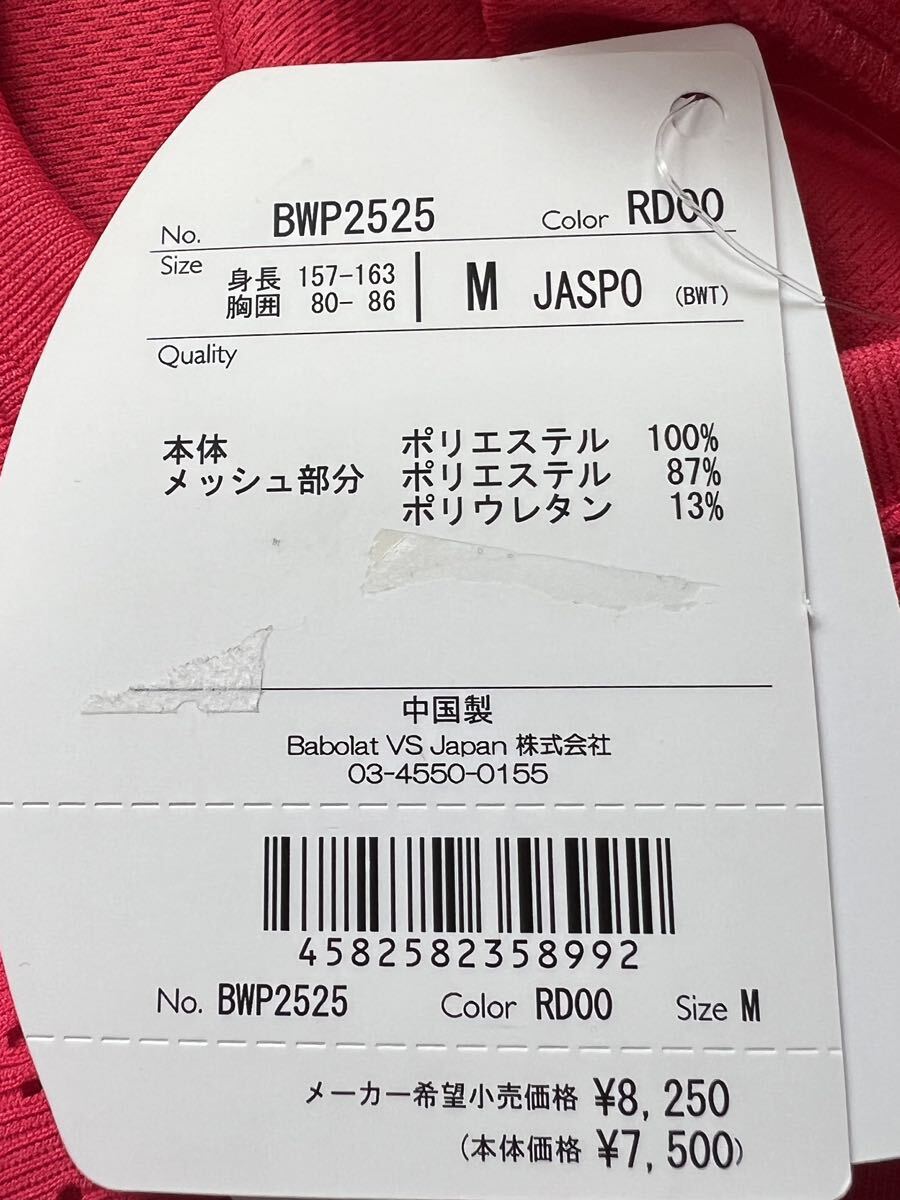 No. BWP2525 Color RD00
Size 身長 157-163 M JASPO (BWT)
胸囲 80- 86
Quality
本体 ポリエステル 100%
メッシュ部分 ポリエステル 87%
ポリウレタン 13%
中国製
Babolat VS Japan 株式会社
03-4550-0155
4582582358992
No. BWP2525 Color RD00 Size M
メーカー希望小売価格 ¥8,250
(本体価格 ¥7,500)